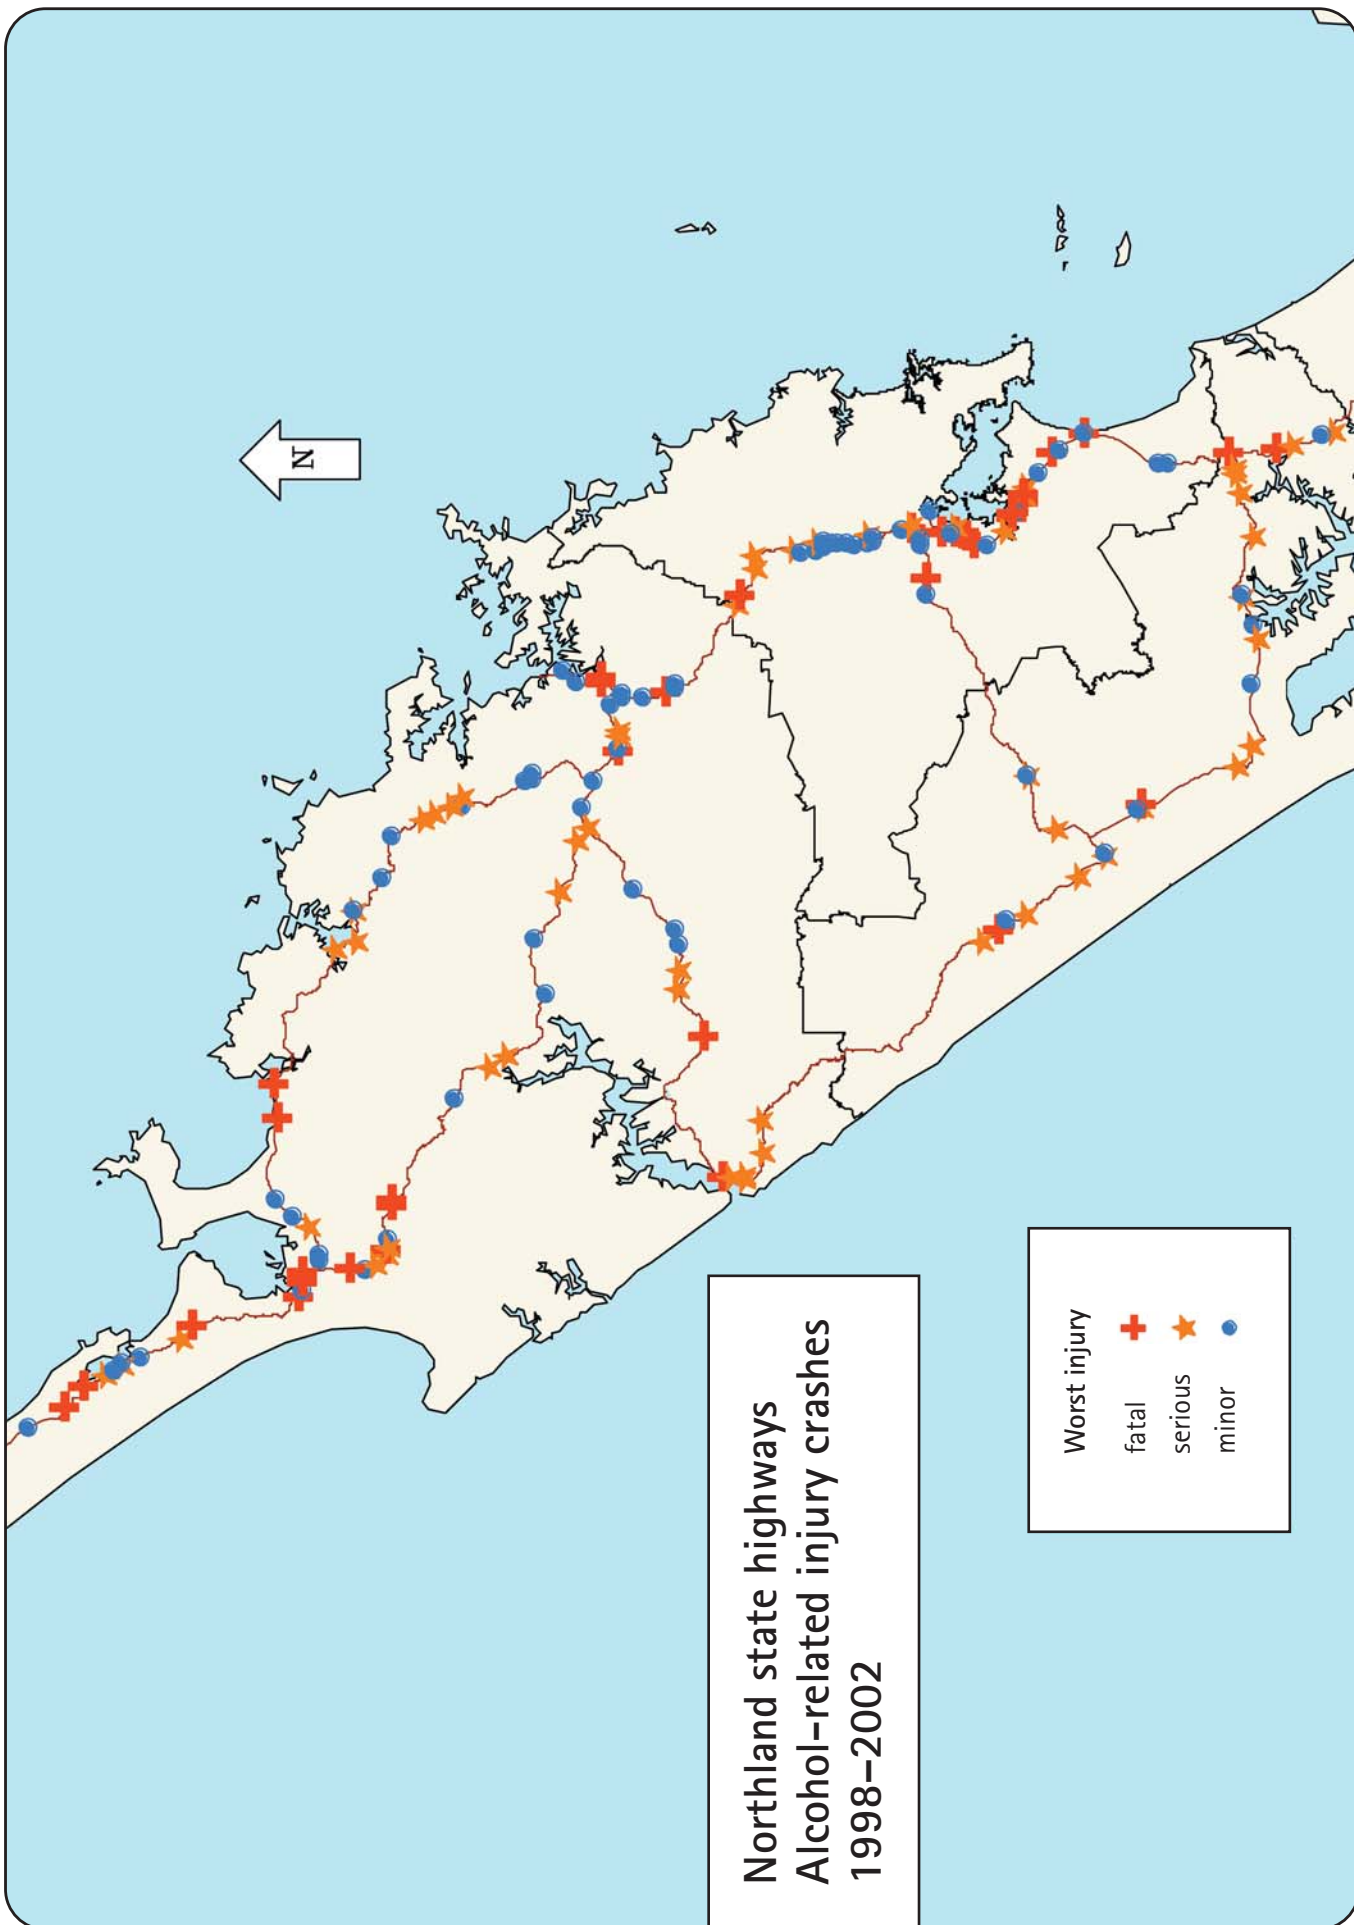 N
Northland state highways
Alcohol-related injury crashes
1998–2002
Worst injury
fatal
serious
minor